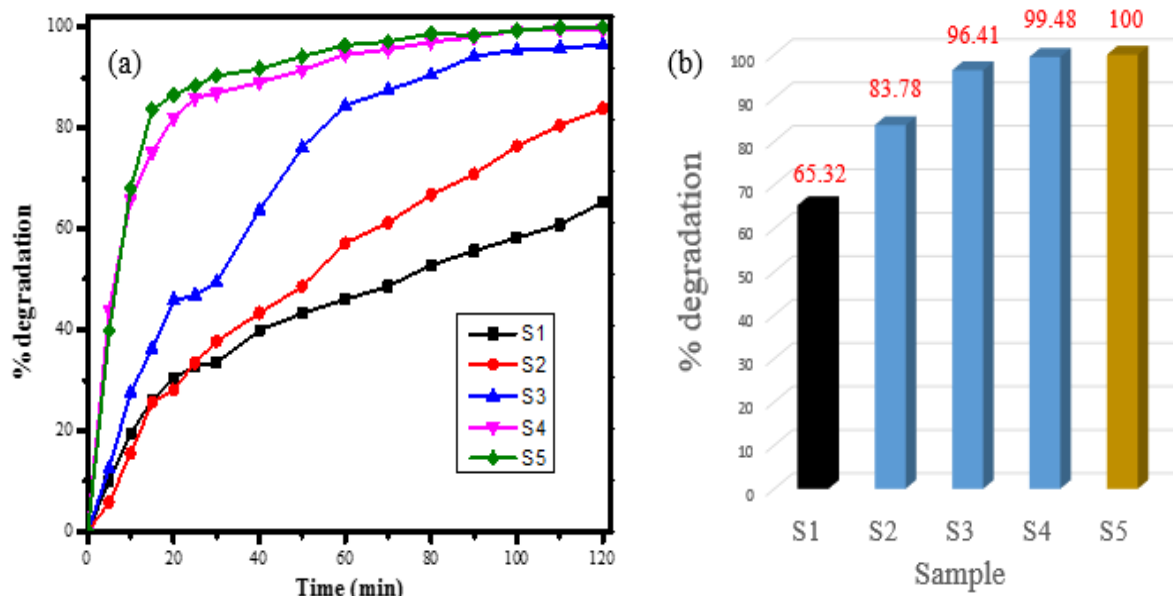 (a)
% degradation
100
80
60
40
20
0
0 20 40 60 80 100 120
Time (min)
S1
S2
S3
S4
S5
(b)
% degradation
100
90
80
70
60
50
40
30
20
10
0
65.32
83.78
96.41
99.48
100
S1 S2 S3 S4 S5
Sample